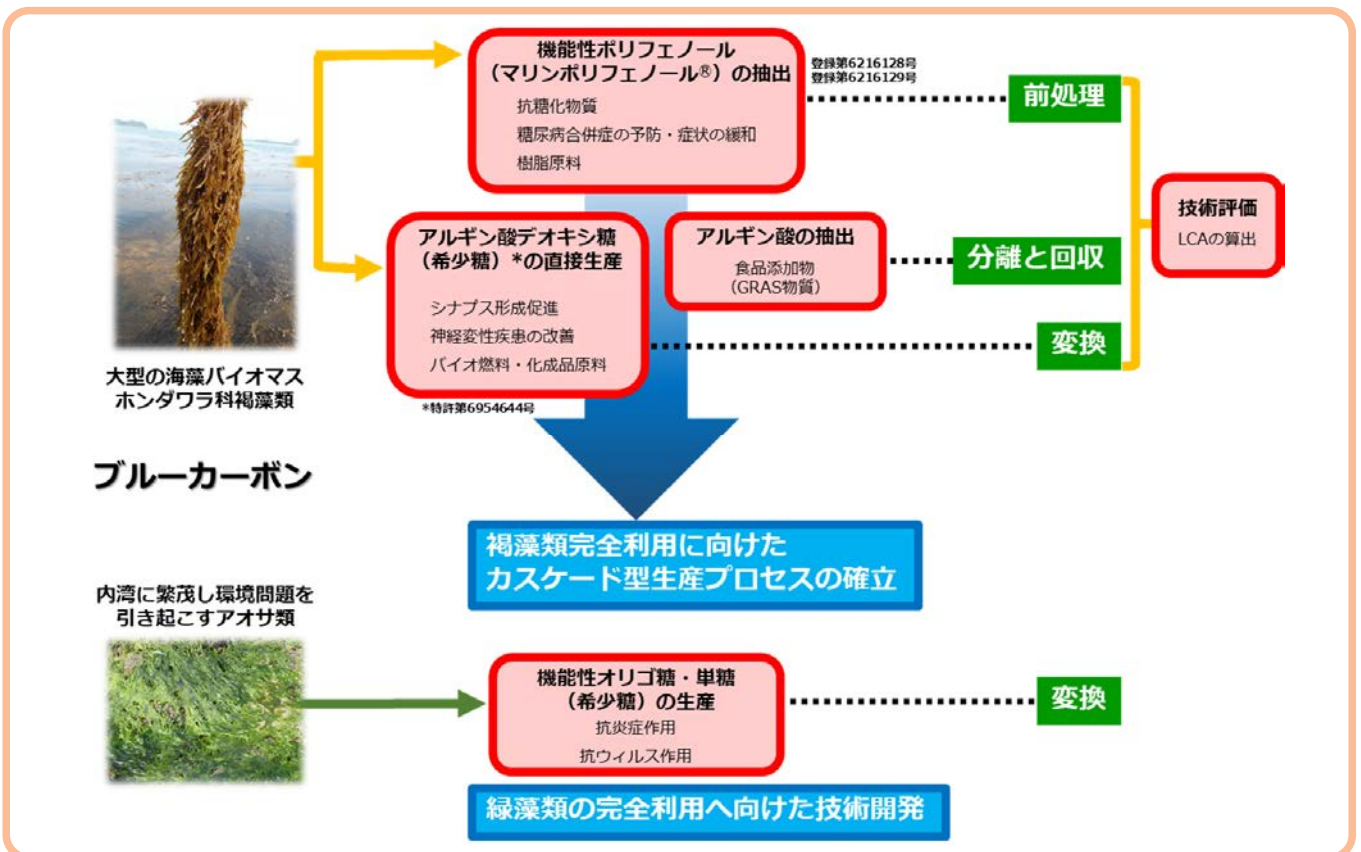 機能性ポリフェノール
（マリンポリフェノール®）の抽出
抗糖化物質
糖尿病合併症の予防・症状の緩和
樹脂原料
登録第6216128号
登録第6216129号
前処理
アルギン酸デオキシ糖
（希少糖）*の直接生産
シナプス形成促進
神経変性疾患の改善
バイオ燃料・化成品原料
*特許第6954644号
アルギン酸の抽出
食品添加物
（GRAS物質）
分離と回収
変換
技術評価
LCAの算出
大型の海藻バイオマス
ホンダワラ科褐藻類
ブルーカーボン
褐藻類完全利用に向けた
カスケード型生産プロセスの確立
内湾に繁茂し環境問題を
引き起こすアオサ類
機能性オリゴ糖・単糖
（希少糖）の生産
抗炎症作用
抗ウィルス作用
変換
緑藻類の完全利用へ向けた技術開発